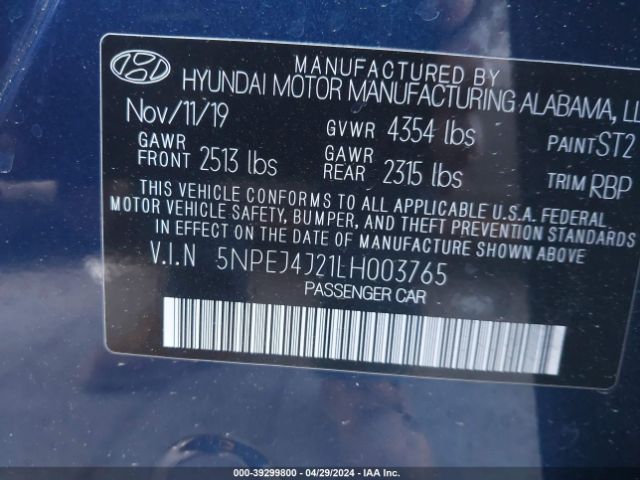 MANUFACTURED BY
HYUNDAI MOTOR MANUFACTURING ALABAMA, LL
Nov/11/19 GVWR 4354 lbs PAINT ST2
GAWR FRONT 2513 lbs GAWR REAR 2315 lbs TRIM RBP
THIS VEHICLE CONFORMS TO ALL APPLICABLE U.S.A. FEDERAL
MOTOR VEHICLE SAFETY, BUMPER, AND THEFT PREVENTION STANDARDS
IN EFFECT ON THE DATE OF MANUFACTURE SHOWN ABOVE
V.I.N 5NPEJ4J21LH003765
PASSENGER CAR
000-39299800 - 04/29/2024 - IAA Inc.